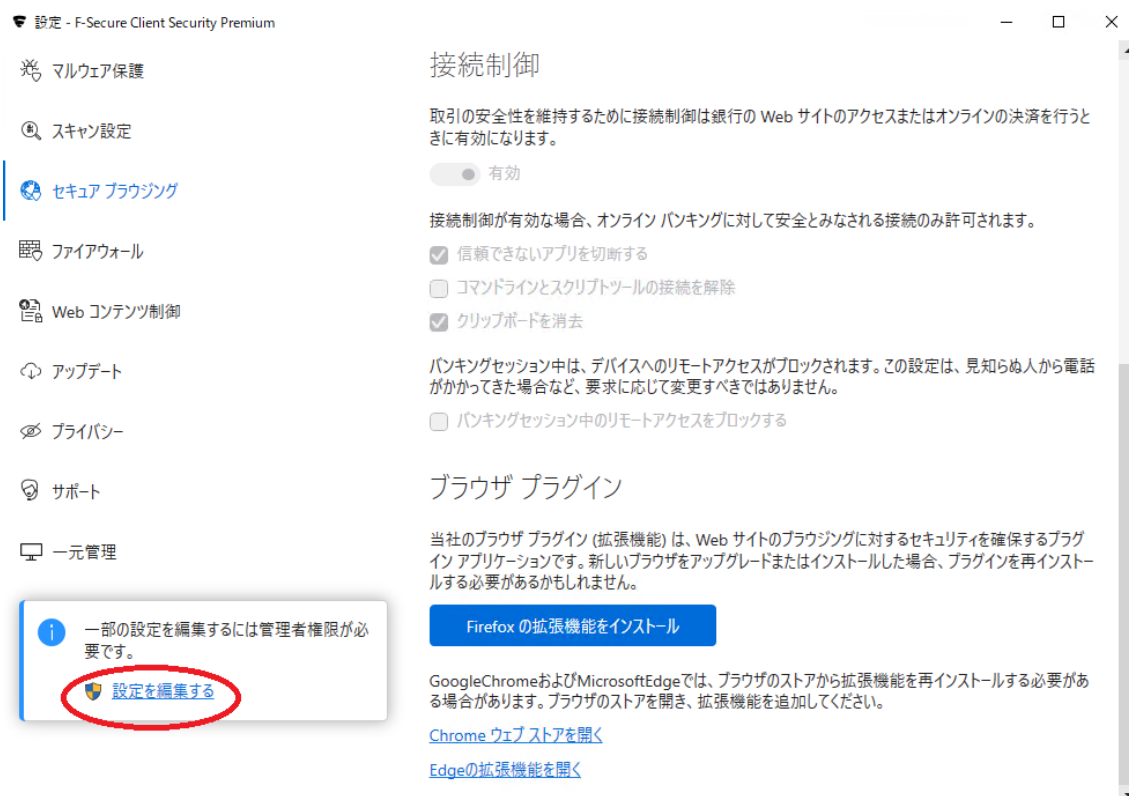 設定 - F-Secure Client Security Premium
マルウェア保護
スキャン設定
セキュア ブラウジング
ファイアウォール
Web コンテンツ制御
アップデート
プライバシー
サポート
一元管理
一部の設定を編集するには管理者権限が必
要です。
設定を編集する
接続制御
取引の安全性を維持するために接続制御は銀行の Web サイトのアクセスまたはオンラインの決済を行うと
きに有効になります。
有効
接続制御が有効な場合、オンライン バンキングに対して安全とみなされる接続のみ許可されます。
信頼できないアプリを切断する
コマンドラインとスクリプトツールの接続を解除
クリップボードを消去
バンキングセッション中は、デバイスへのリモートアクセスがブロックされます。この設定は、見知らぬ人から電話
がかかってきた場合など、要求に応じて変更すべきではありません。
バンキングセッション中のリモートアクセスをブロックする
ブラウザ プラグイン
当社のブラウザ プラグイン (拡張機能) は、Web サイトのブラウジングに対するセキュリティを確保するプラグ
イン アプリケーションです。新しいブラウザをアップグレードまたはインストールした場合、プラグインを再インストー
ルする必要があるかもしれません。
Firefox の拡張機能をインストール
GoogleChromeおよびMicrosoftEdgeでは、ブラウザのストアから拡張機能を再インストールする必要があ
る場合があります。ブラウザのストアを開き、拡張機能を追加してください。
Chrome ウェブ ストアを開く
Edgeの拡張機能を開く